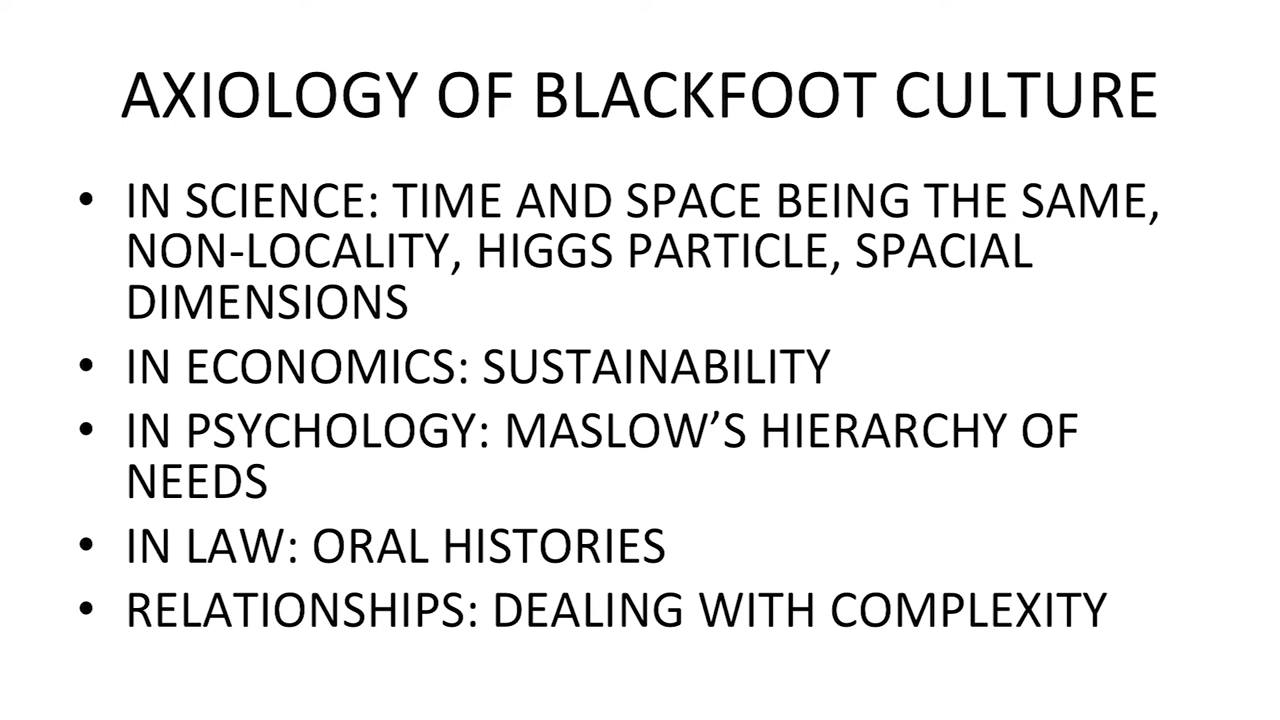 AXIOLOGY OF BLACKFOOT CULTURE
• IN SCIENCE: TIME AND SPACE BEING THE SAME,
NON-LOCALITY, HIGGS PARTICLE, SPACIAL
DIMENSIONS
• IN ECONOMICS: SUSTAINABILITY
• IN PSYCHOLOGY: MASLOW’S HIERARCHY OF
NEEDS
• IN LAW: ORAL HISTORIES
• RELATIONSHIPS: DEALING WITH COMPLEXITY